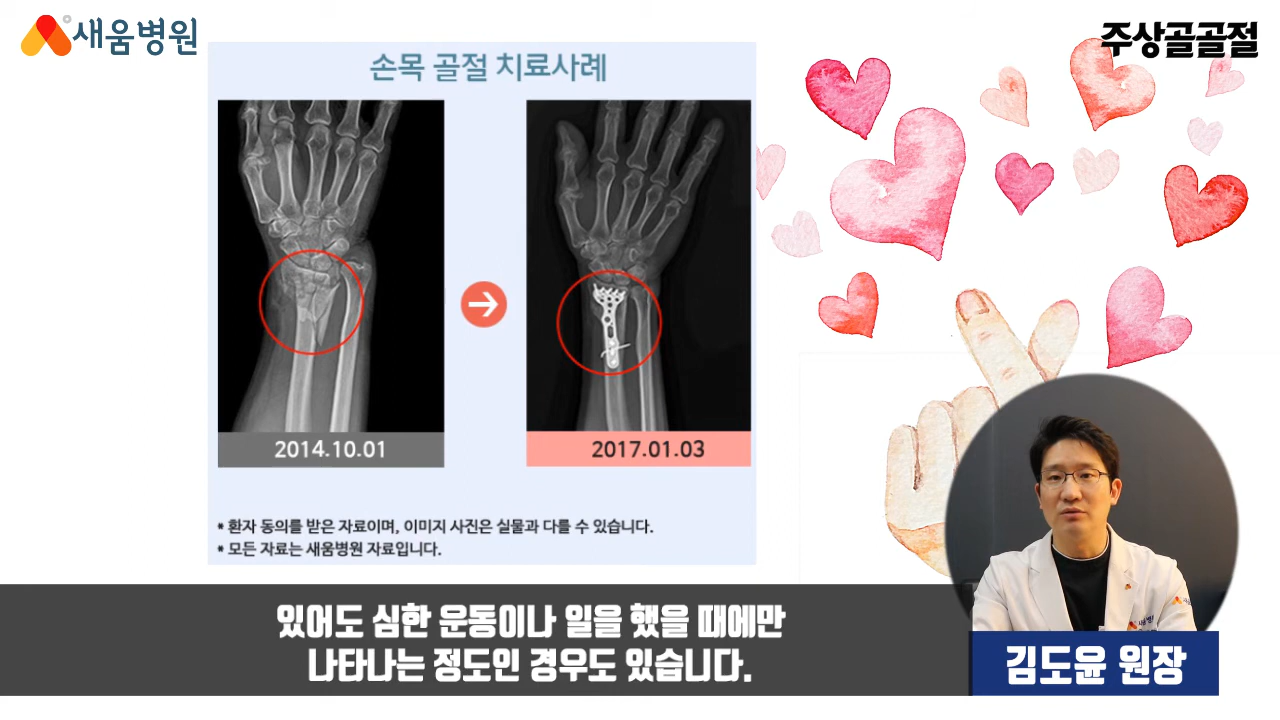 새움병원
주상골골절
손목 골절 치료사례
2014.10.01
2017.01.03
* 환자 동의를 받은 자료이며, 이미지 사진은 실물과 다를 수 있습니다.
* 모든 자료는 새움병원 자료입니다.
있어도 심한 운동이나 일을 했을 때에만
나타나는 정도인 경우도 있습니다.
김도윤 원장